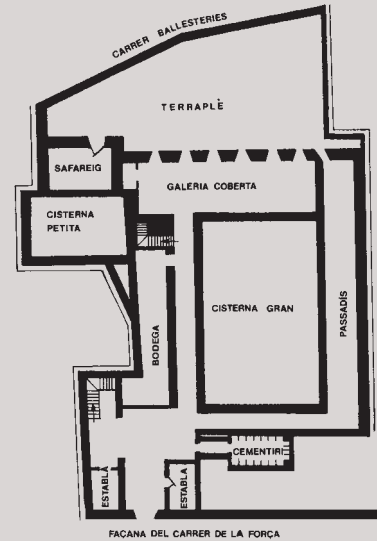 CARRER BALLESTERIES
TERRAPLÈ
SAFAREIG
GALERIA COBERTA
CISTERNA
PETITA
CISTERNA GRAN
PASSADÍS
BODEGA
CEMENTIRI
ESTABLA
ESTABLA
FAÇANA DEL CARRER DE LA FORÇA